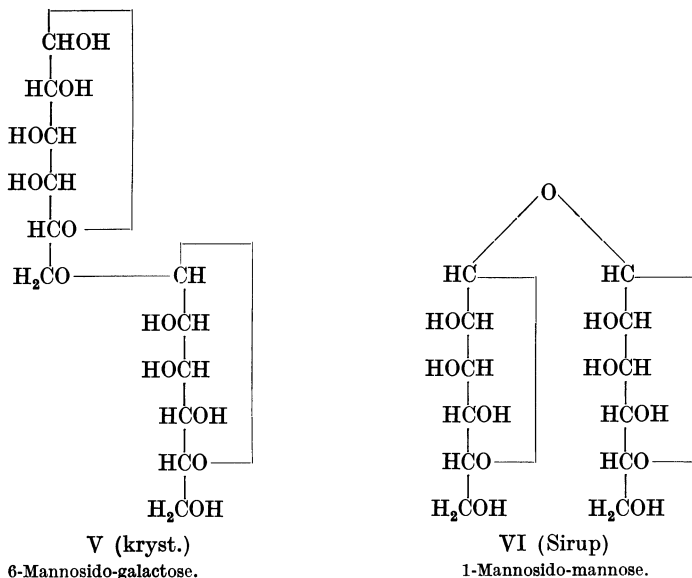 CHOH
HCOH
HOCH
HOCH
HCO
H₂CO CH
HOCH
HOCH
HCOH
HCO
H₂COH
V (kryst.)
6-Mannosido-galactose.
O
HC HC
HOCH HOCH
HOCH HOCH
HCOH HCOH
HCO HCO
H₂COH H₂COH
VI (Sirup)
1-Mannosido-mannose.